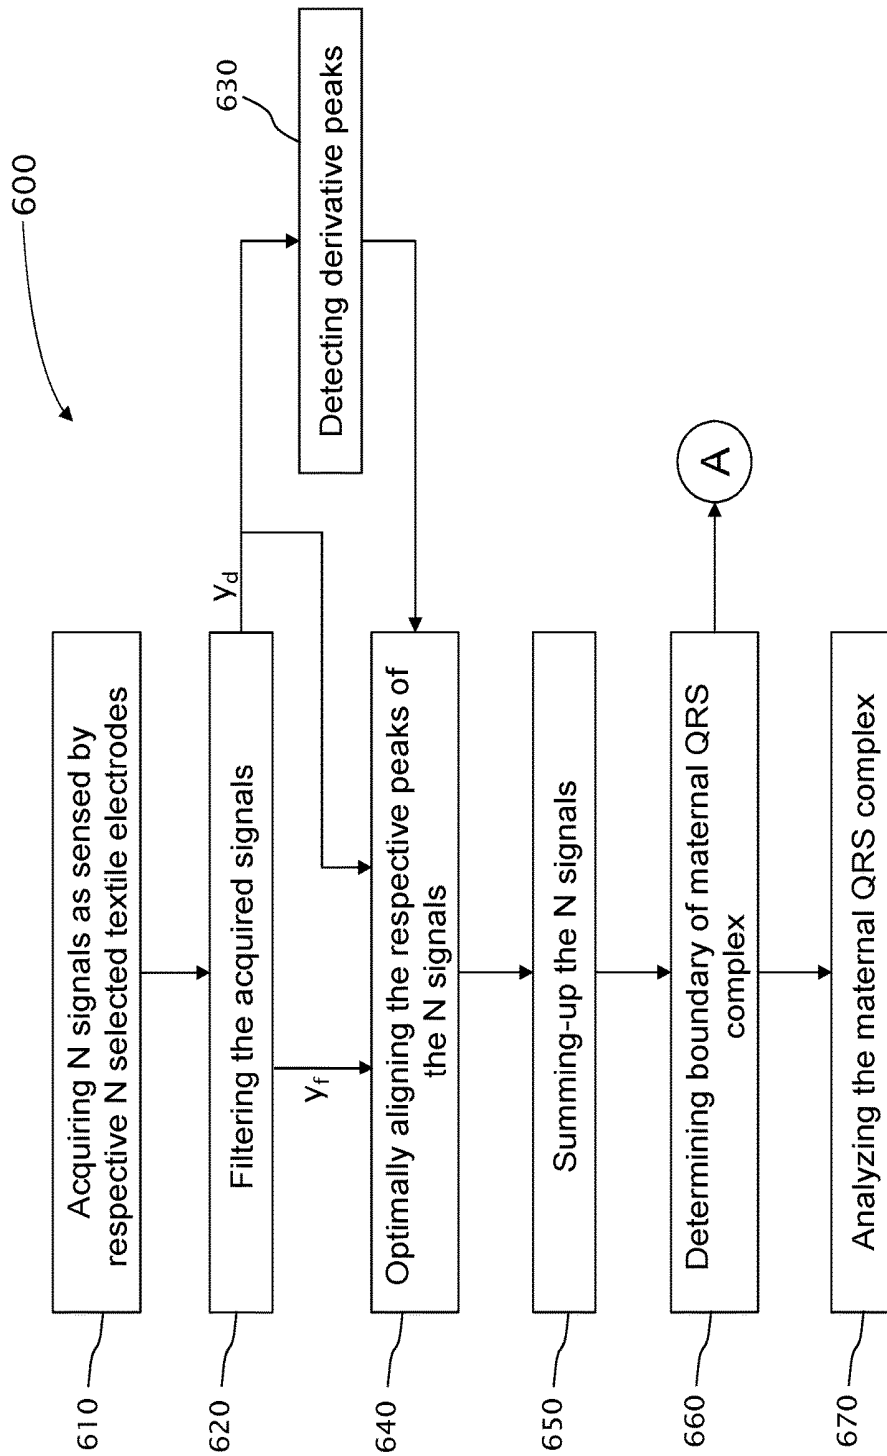 600
610
Acquiring N signals as sensed by
respective N selected textile electrodes
620
Filtering the acquired signals
y_d
630
Detecting derivative peaks
y_f
640
Optimally aligning the respective peaks of
the N signals
650
Summing-up the N signals
660
Determining boundary of maternal QRS
complex
A
670
Analyzing the maternal QRS complex